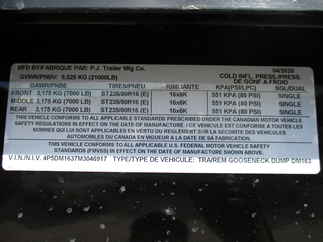 MFD BY/FABRIQUE PAR: P.J. Trailer Mfg Co. 04/2020
GVWR/PNBV: 9,525 KG (21000LB) COLD INFL. PRESS/PRESS. DE GONF A FROID
GAWR/PNBE TIRES/PNEU RIM/JANTE KPA(PSI/LPC) SGL/DUAL
FRONT 3,175 KG (7000 LB) ST235/80R16 (E) 16x6K 551 KPA (80 PSI/LPC) SINGLE
MIDDLE 3,175 KG (7000 LB) ST235/80R16 (E) 16x6K 551 KPA (80 PSI/LPC) SINGLE
REAR 3,175 KG (7000 LB) ST235/80R16 (E) 16x6K 551 KPA (80 PSI/LPC) SINGLE
THIS VEHICLE CONFORMS TO ALL APPLICABLE STANDARDS PRESCRIBED UNDER THE CANADIAN MOTOR VEHICLE
SAFETY REGULATIONS IN EFFECT ON THE DATE OF MANUFACTURE / CE VEHICULE EST CONFORME A TOUTES LES
NORMES QUI LUI SONT APPLICABLES EN VERTU DU REGLEMENT SUR LA SECURITE DES VEHICULES
AUTOMOBILES DU CANADA EN VIGUEUR A LA DATE DE SA FABRICATION
THIS VEHICLE CONFORMS TO ALL APPLICABLE U.S. FEDERAL MOTOR VEHICLE SAFETY
STANDARDS (FMVSS) IN EFFECT ON THE DATE OF MANUFACTURE SHOWN ABOVE.
V.I.N./N.I.V. 4P5DM1637M3046917 TYPE/TYPE DE VEHICULE: TRA/REM GOOSENECK DUMP DM163